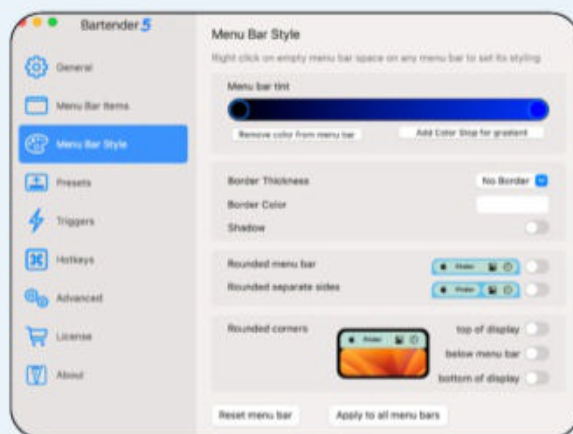 Bartender 5
General
Menu Bar Items
Menu Bar Style
Presets
Triggers
Hotkeys
Advanced
License
About
Menu Bar Style
Right click on empty menu bar space on any menu bar to set its styling
Menu bar tint
Remove color from menu bar
Add Color Stop for gradient
Border Thickness
No Border
Border Color
Shadow
Rounded menu bar
Finder
Rounded separate sides
Finder
Rounded corners
Finder
top of display
below menu bar
bottom of display
Reset menu bar
Apply to all menu bars